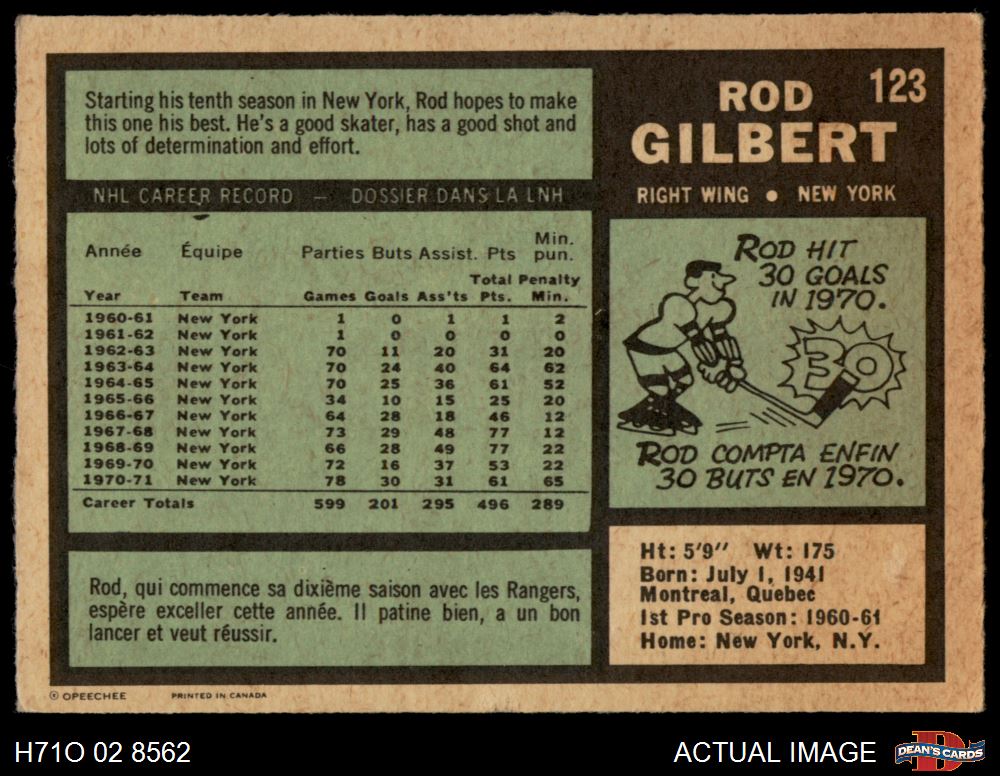 Starting his tenth season in New York, Rod hopes to make
this one his best. He's a good skater, has a good shot and
lots of determination and effort.
NHL CAREER RECORD – DOSSIER DANS LA LNH
Année Équipe Parties Buts Assist. Pts Min. pun.
Year Team Games Goals Ass'ts Total Pts. Penalty Min.
1960-61 New York 1 0 1 1 2
1961-62 New York 1 0 0 0 0
1962-63 New York 70 11 20 31 20
1963-64 New York 70 24 40 64 62
1964-65 New York 70 25 36 61 52
1965-66 New York 34 10 15 25 20
1966-67 New York 64 28 18 46 12
1967-68 New York 73 29 48 77 12
1968-69 New York 66 28 49 77 22
1969-70 New York 72 16 37 53 22
1970-71 New York 78 30 31 61 65
Career Totals 599 201 295 496 289
Rod, qui commence sa dixième saison avec les Rangers,
espère exceller cette année. Il patine bien, a un bon
lancer et veut réussir.
© OPEECHEE PRINTED IN CANADA
123
ROD
GILBERT
RIGHT WING • NEW YORK
ROD HIT
30 GOALS
IN 1970.
30
ROD COMPTA ENFIN
30 BUTS EN 1970.
Ht: 5'9" Wt: 175
Born: July 1, 1941
Montreal, Quebec
1st Pro Season: 1960-61
Home: New York, N.Y.
H71O 02 8562
ACTUAL IMAGE
D
DEAN'S CARDS